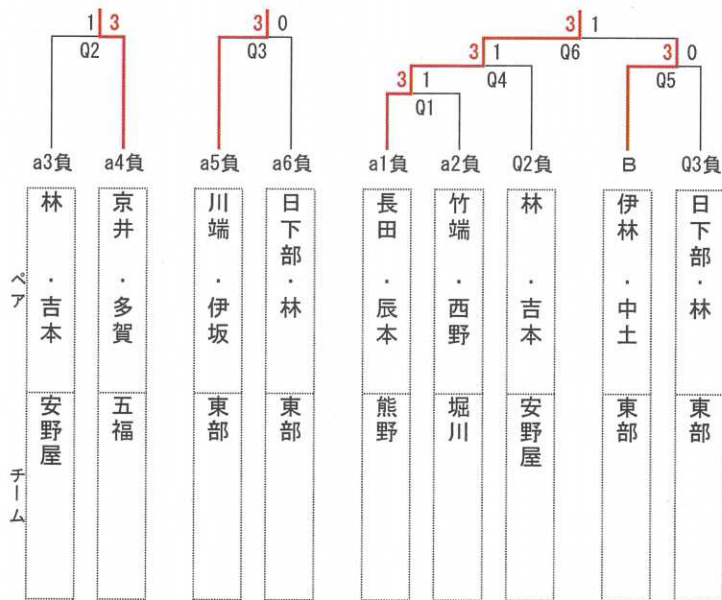 1 3 3 0 3 1
Q2 Q3 3 1 Q6 3 0
3 1 Q4 Q5
Q1
a3負 a4負 a5負 a6負 a1負 a2負 Q2負 B Q3負
ペア
林・吉本
京井・多賀
川端・伊坂
日下部・林
長田・辰本
竹端・西野
林・吉本
伊林・中土
日下部・林
チーム
安野屋
五福
東部
東部
熊野
堀川
安野屋
東部
東部